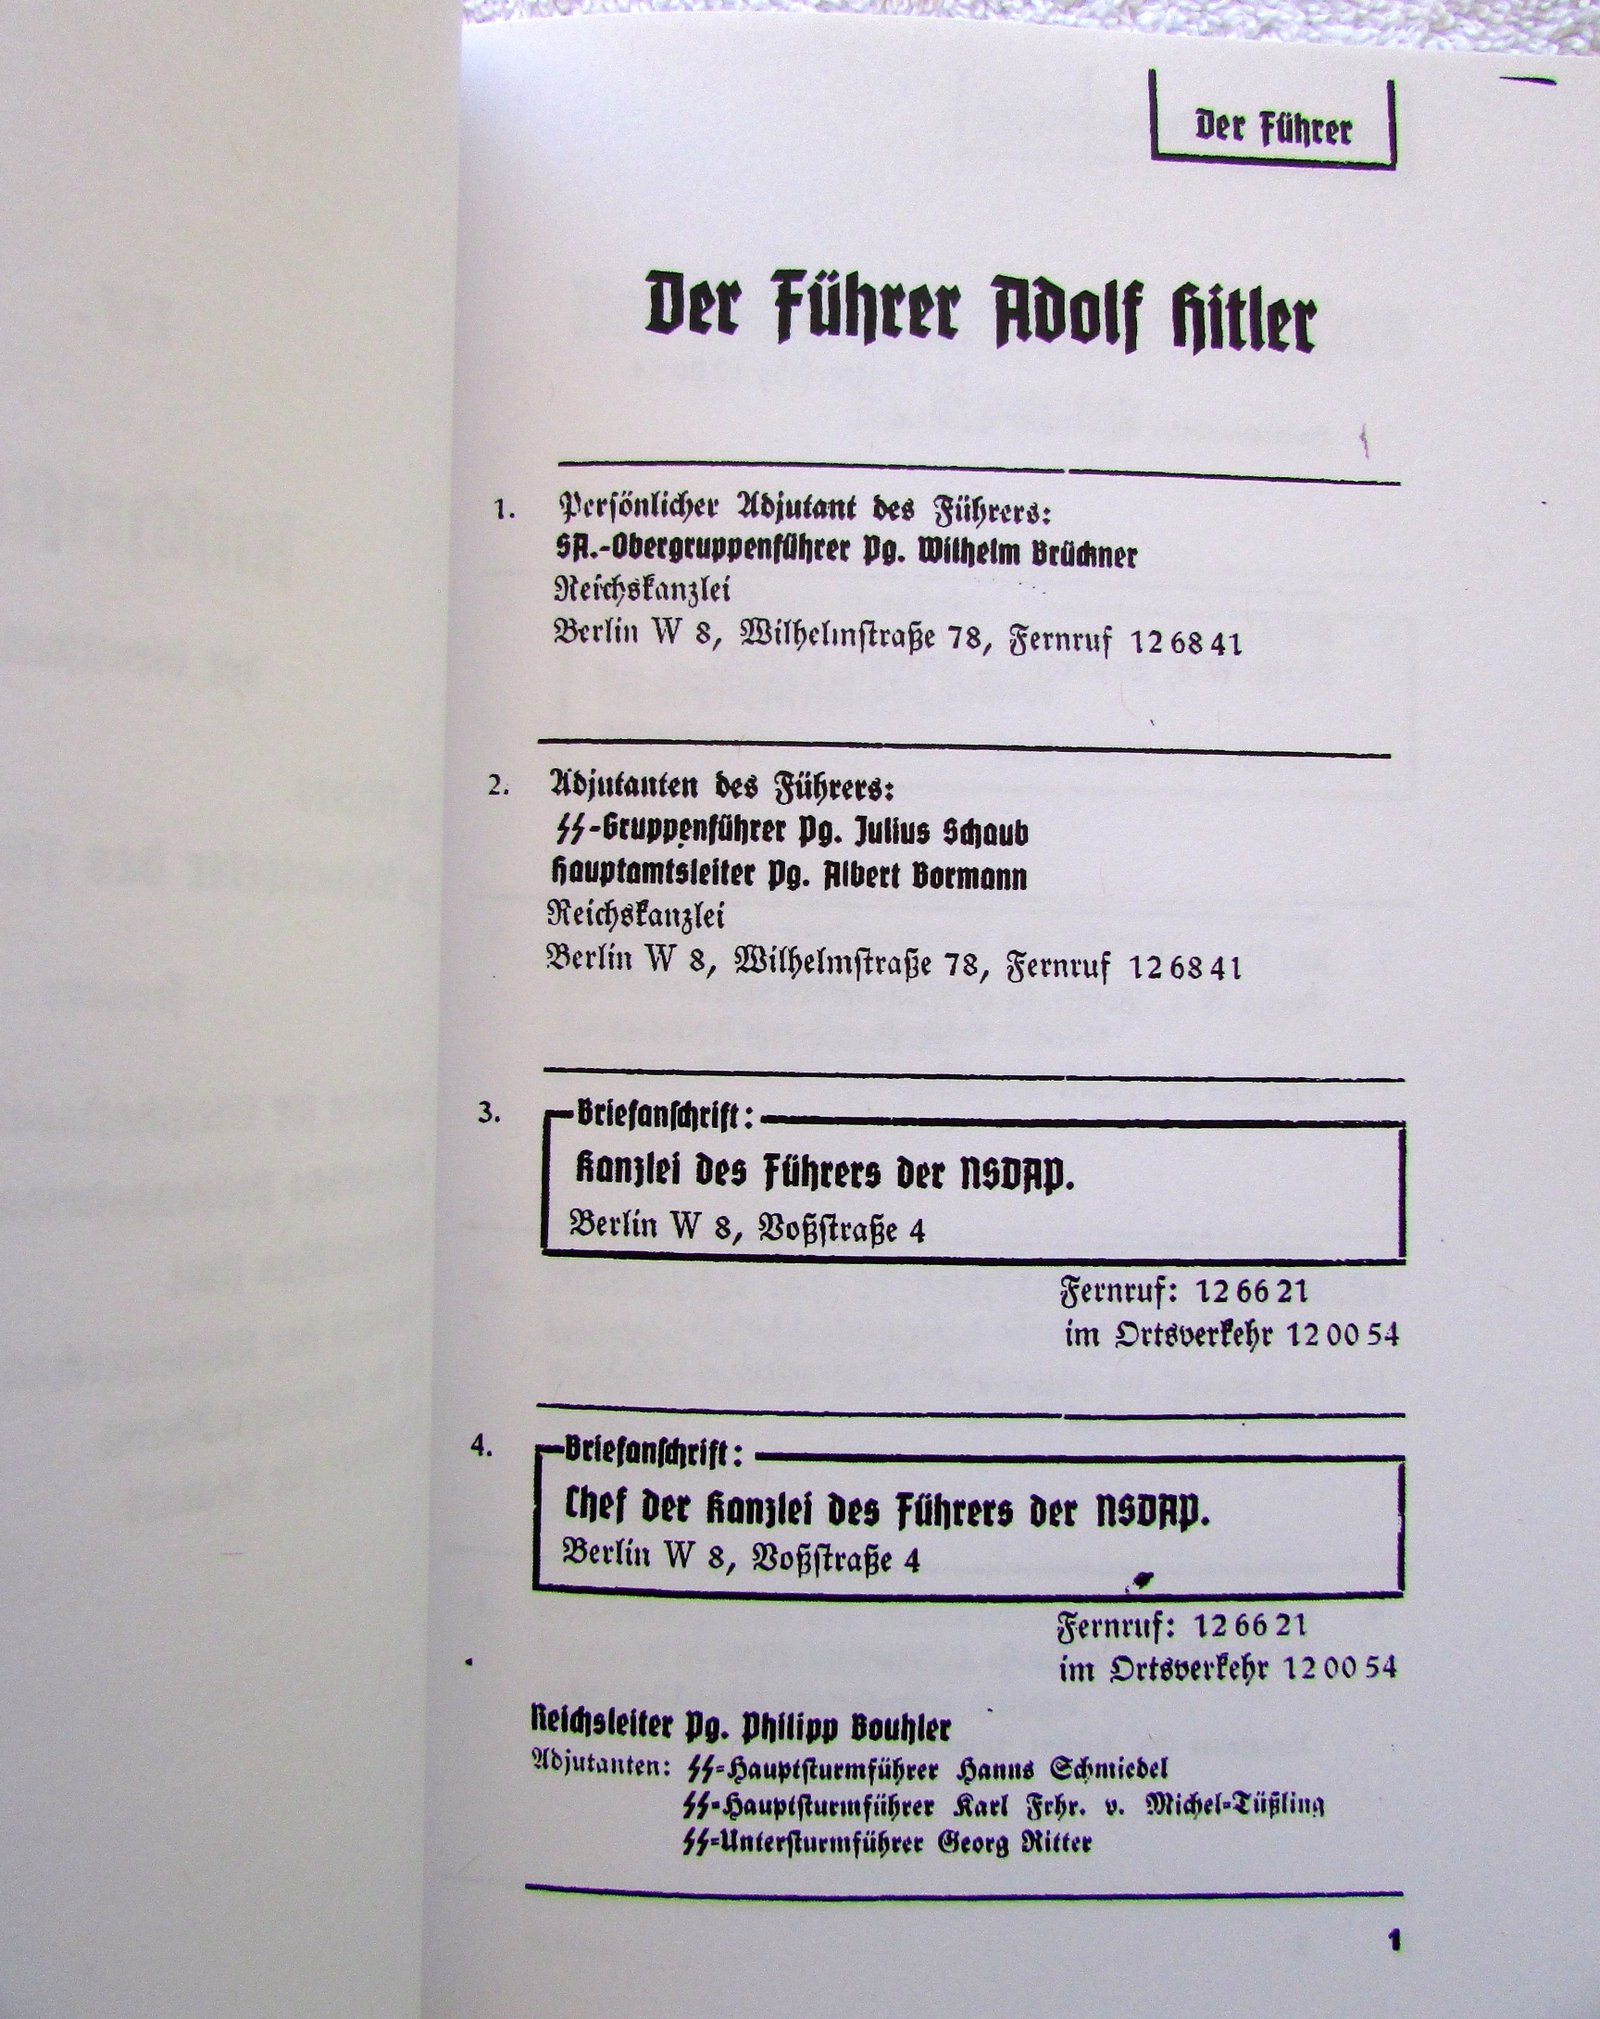 Der Führer
Der Führer Adolf Hitler
1. Persönlicher Adjutant des Führers:
SA.-Obergruppenführer Pg. Wilhelm Brückner
Reichskanzlei
Berlin W 8, Wilhelmstraße 78, Fernruf 12 68 41
2. Adjutanten des Führers:
SS-Gruppenführer Pg. Julius Schaub
Hauptamtsleiter Pg. Albert Bormann
Reichskanzlei
Berlin W 8, Wilhelmstraße 78, Fernruf 12 68 41
3. Briefanschrift:
Kanzlei des Führers der NSDAP.
Berlin W 8, Voßstraße 4
Fernruf: 12 66 21
im Ortsverkehr 12 00 54
4. Briefanschrift:
Chef der Kanzlei des Führers der NSDAP.
Berlin W 8, Voßstraße 4
Fernruf: 12 66 21
im Ortsverkehr 12 00 54
Reichsleiter Pg. Philipp Bouhler
Adjutanten: SS-Hauptsturmführer Hanns Schmiedel
SS-Hauptsturmführer Karl Frhr. v. Michel-Tüßling
SS-Untersturmführer Georg Ritter
1